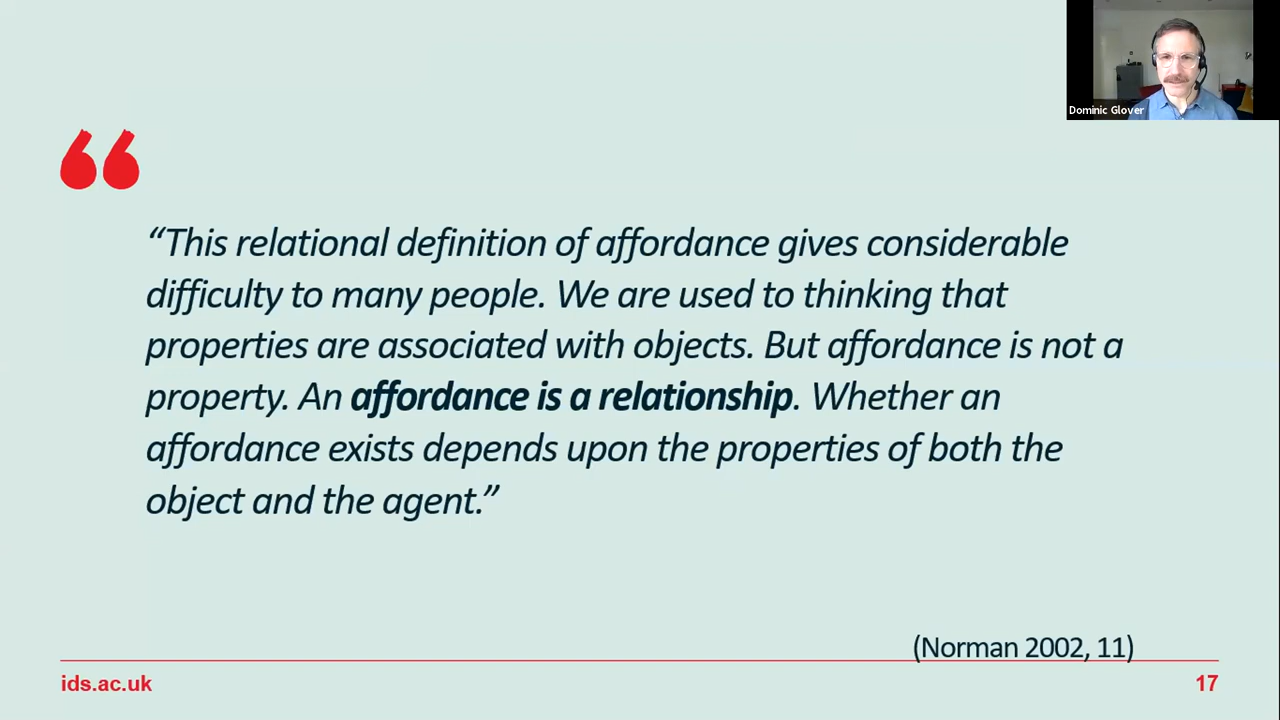 Dominic Glover
“This relational definition of affordance gives considerable
difficulty to many people. We are used to thinking that
properties are associated with objects. But affordance is not a
property. An affordance is a relationship. Whether an
affordance exists depends upon the properties of both the
object and the agent.”
(Norman 2002, 11)
ids.ac.uk
17